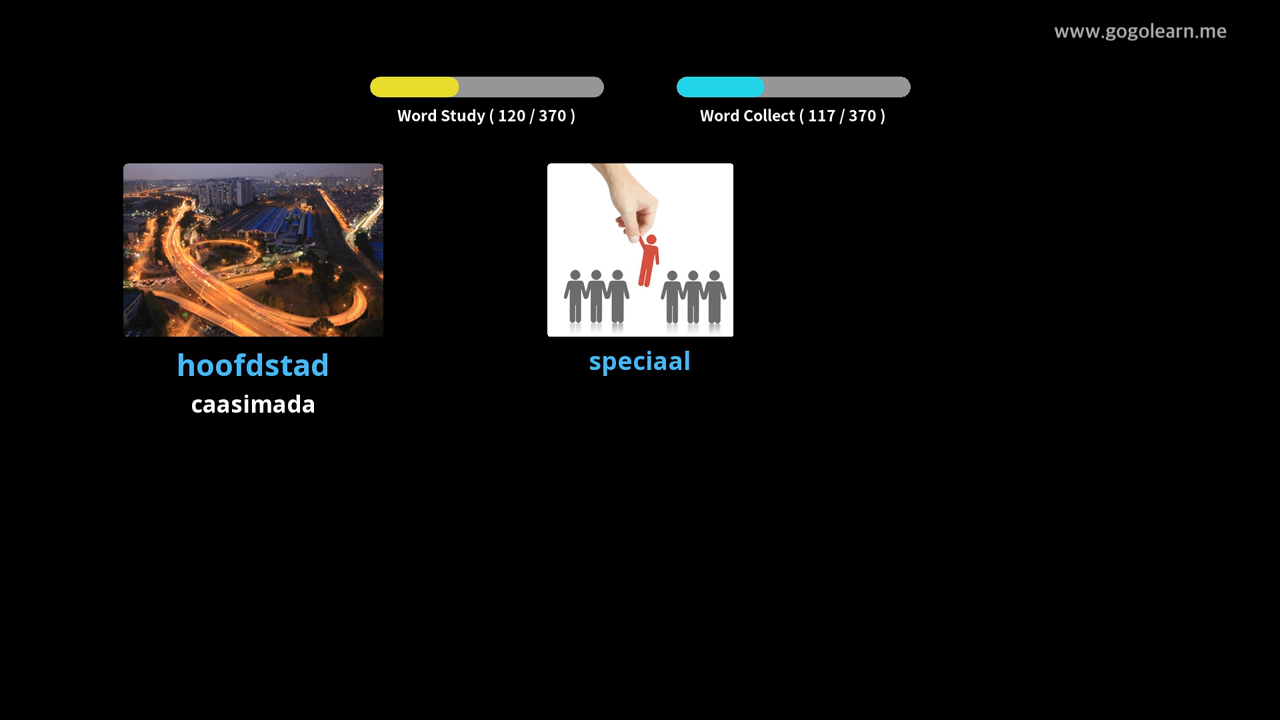 www.gogolearn.me
Word Study ( 120 / 370 )
Word Collect ( 117 / 370 )
hoofdstad
caasimada
speciaal